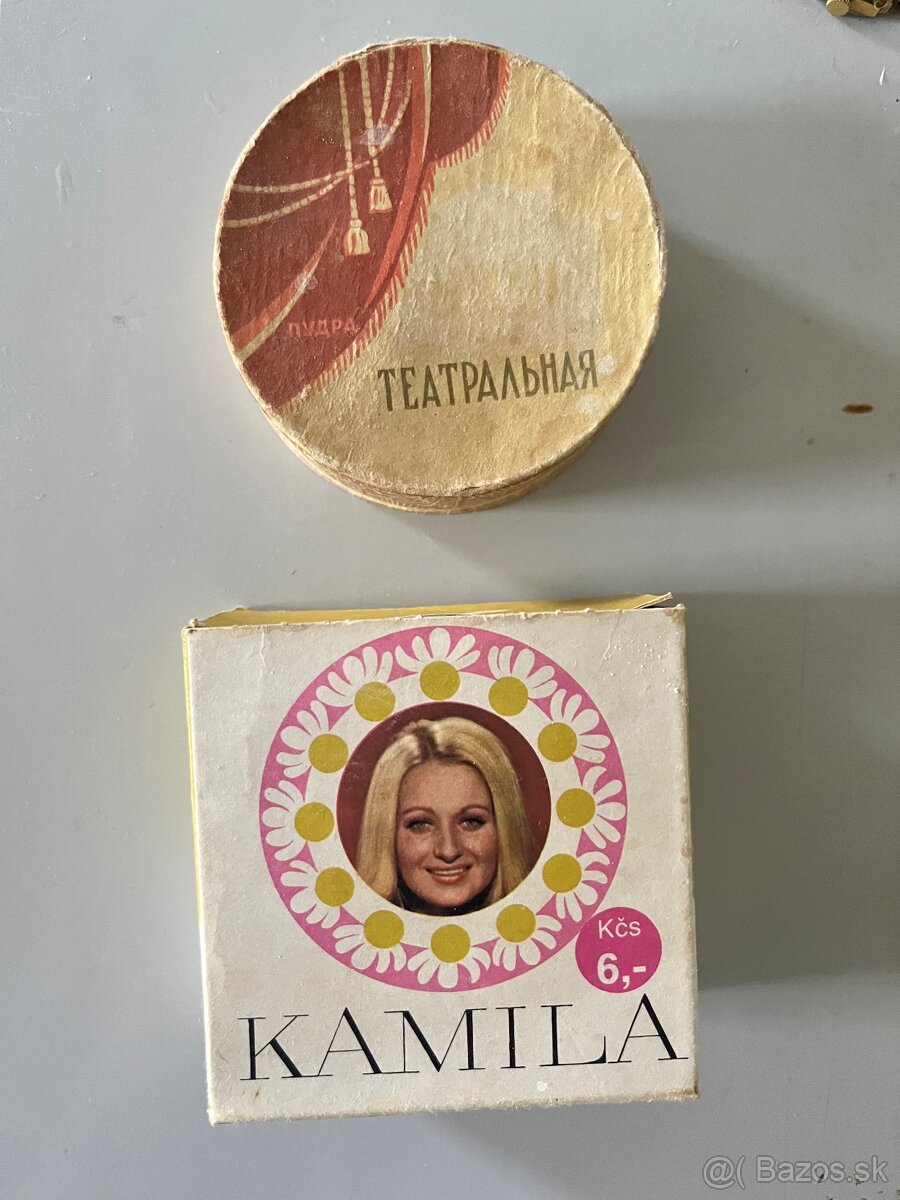 ПУДРА
ТЕАТРАЛЬНАЯ
Kčs
6,-
KAMILA
@( Bazos.sk